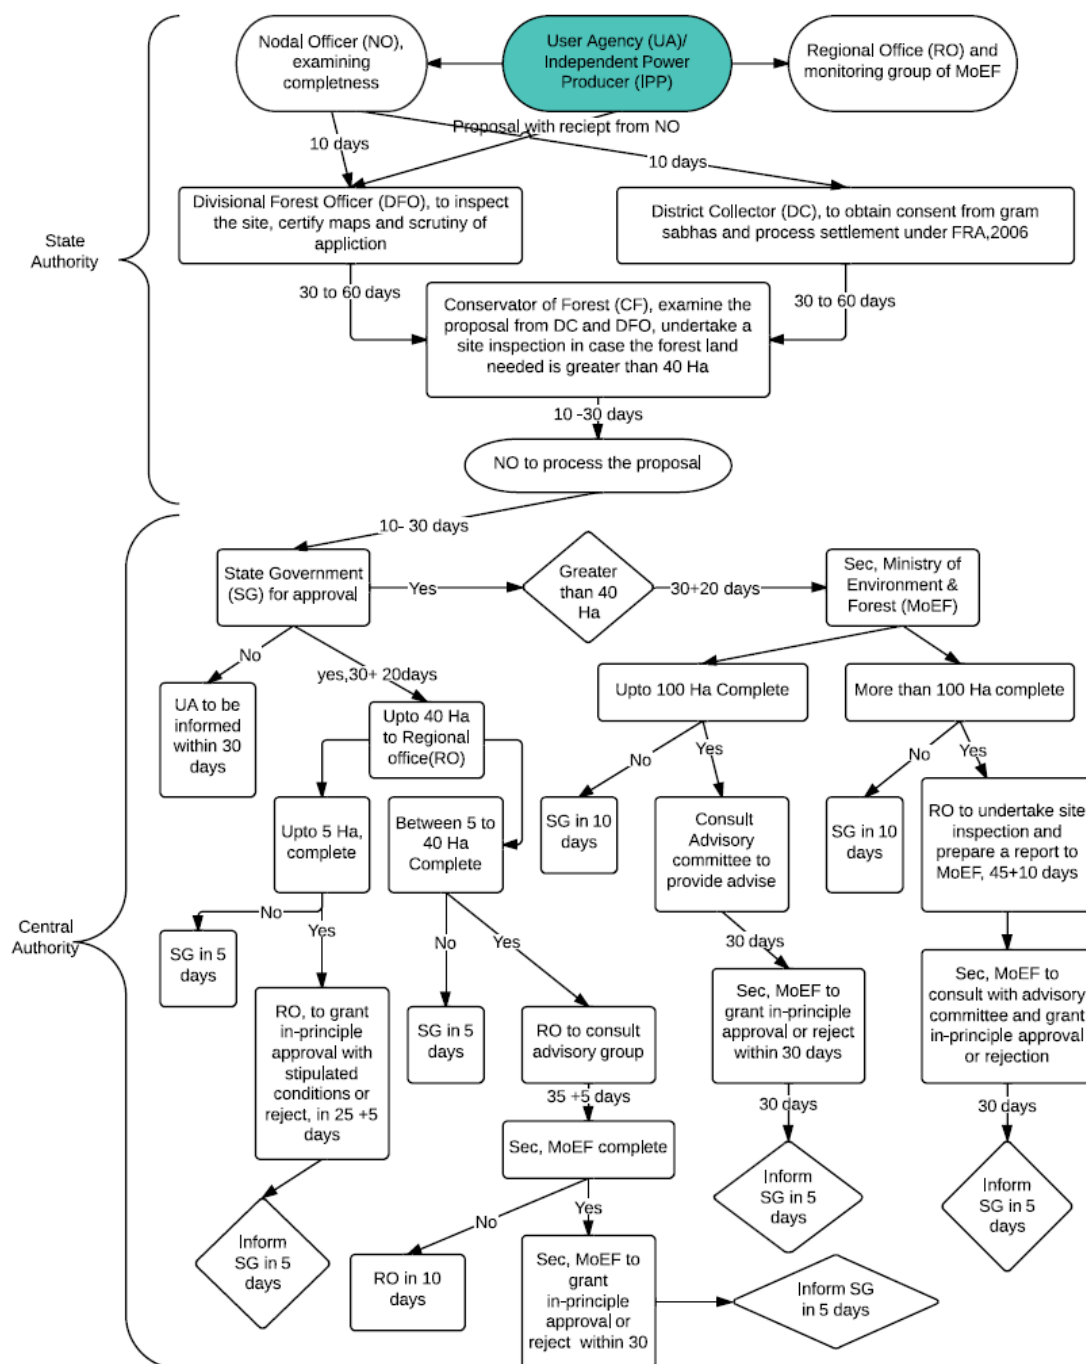 Nodal Officer (NO),
examining
completness
User Agency (UA)/
Independent Power
Producer (IPP)
Regional Office (RO) and
monitoring group of MoEF
Proposal with reciept from NO
10 days
10 days
Divisional Forest Officer (DFO), to inspect
the site, certify maps and scrutiny of
appliction
District Collector (DC), to obtain consent from gram
sabhas and process settlement under FRA,2006
State
Authority
30 to 60 days
30 to 60 days
Conservator of Forest (CF), examine the
proposal from DC and DFO, undertake a
site inspection in case the forest land
needed is greater than 40 Ha
10 -30 days
NO to process the proposal
10- 30 days
State Government
(SG) for approval
Yes
Greater
than 40
Ha
30+20 days
Sec, Ministry of
Environment &
Forest (MoEF)
No
yes,30+ 20days
UA to be
informed
within 30
days
Upto 40 Ha
to Regional
office(RO)
Upto 100 Ha Complete
More than 100 Ha complete
No
Yes
No
Yes
Upto 5 Ha,
complete
Between 5 to
40 Ha
Complete
SG in 10
days
Consult
Advisory
committee to
provide advise
SG in 10
days
RO to undertake site
inspection and
prepare a report to
MoEF, 45+10 days
Central
Authority
No
Yes
No
Yes
30 days
SG in 5
days
RO, to grant
in-principle
approval with
stipulated
conditions or
reject, in 25 +5
days
SG in 5
days
RO to consult
advisory group
Sec, MoEF to
grant in-principle
approval or reject
within 30 days
Sec, MoEF to
consult with advisory
committee and grant
in-principle approval
or rejection
35 +5 days
30 days
30 days
Sec, MoEF complete
Inform
SG in 5
days
Inform
SG in 5
days
Inform
SG in 5
days
No
Yes
RO in 10
days
Sec, MoEF to
grant
in-principle
approval or
reject within 30
Inform SG
in 5 days